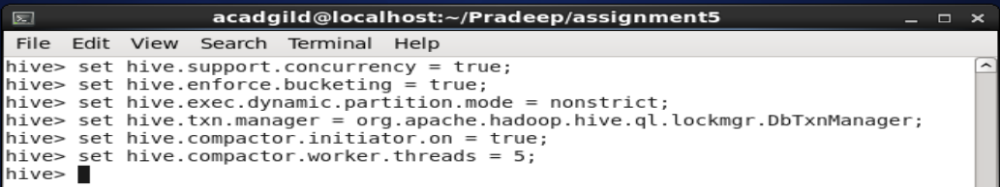 acadgild@localhost:~/Pradeep/assignment5
File Edit View Search Terminal Help
hive> set hive.support.concurrency = true;
hive> set hive.enforce.bucketing = true;
hive> set hive.exec.dynamic.partition.mode = nonstrict;
hive> set hive.txn.manager = org.apache.hadoop.hive.ql.lockmgr.DbTxnManager;
hive> set hive.compactor.initiator.on = true;
hive> set hive.compactor.worker.threads = 5;
hive>